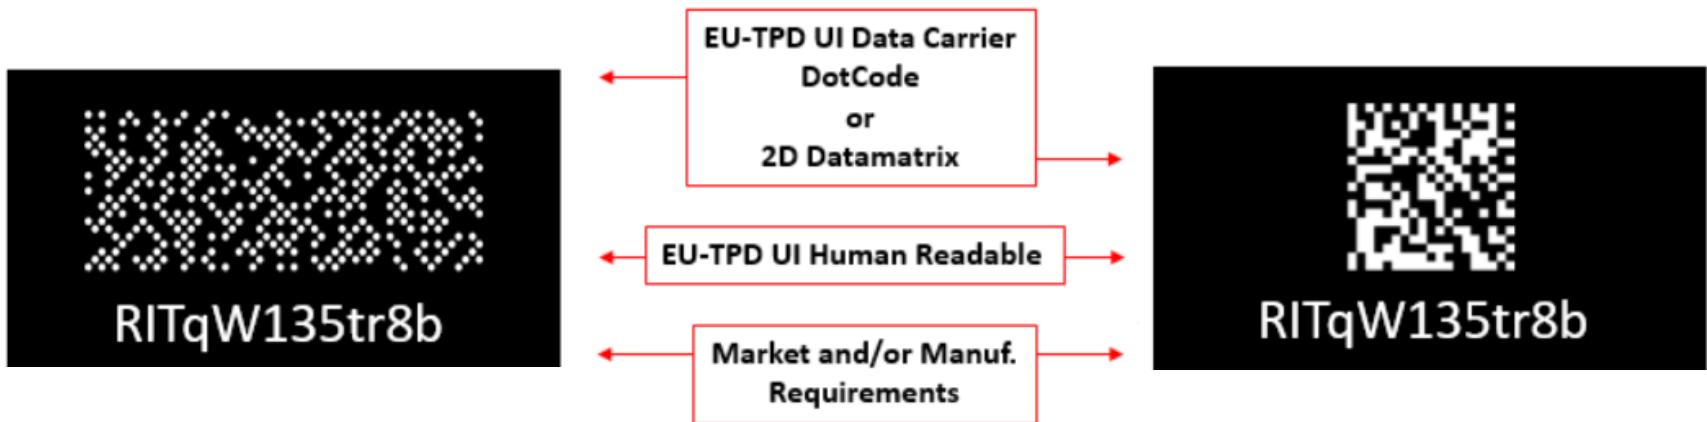 EU-TPD UI Data Carrier
DotCode
or
2D Datamatrix
EU-TPD UI Human Readable
RITqW135tr8b
RITqW135tr8b
Market and/or Manuf.
Requirements